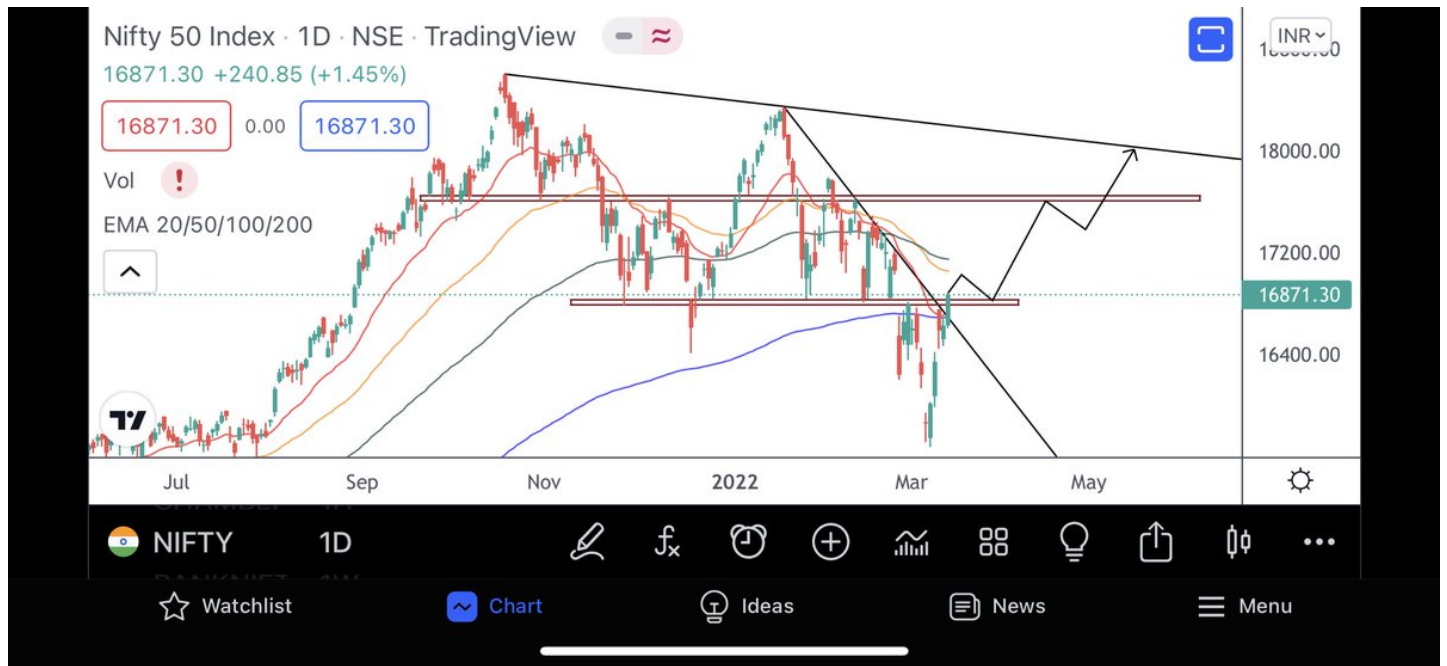 Nifty 50 Index · 1D · NSE · TradingView
INR
16871.30 +240.85 (+1.45%)
16871.30 0.00 16871.30
Vol !
EMA 20/50/100/200
18000.00
17200.00
16871.30
16400.00
Jul Sep Nov 2022 Mar May
NIFTY 1D
Watchlist Chart Ideas News Menu